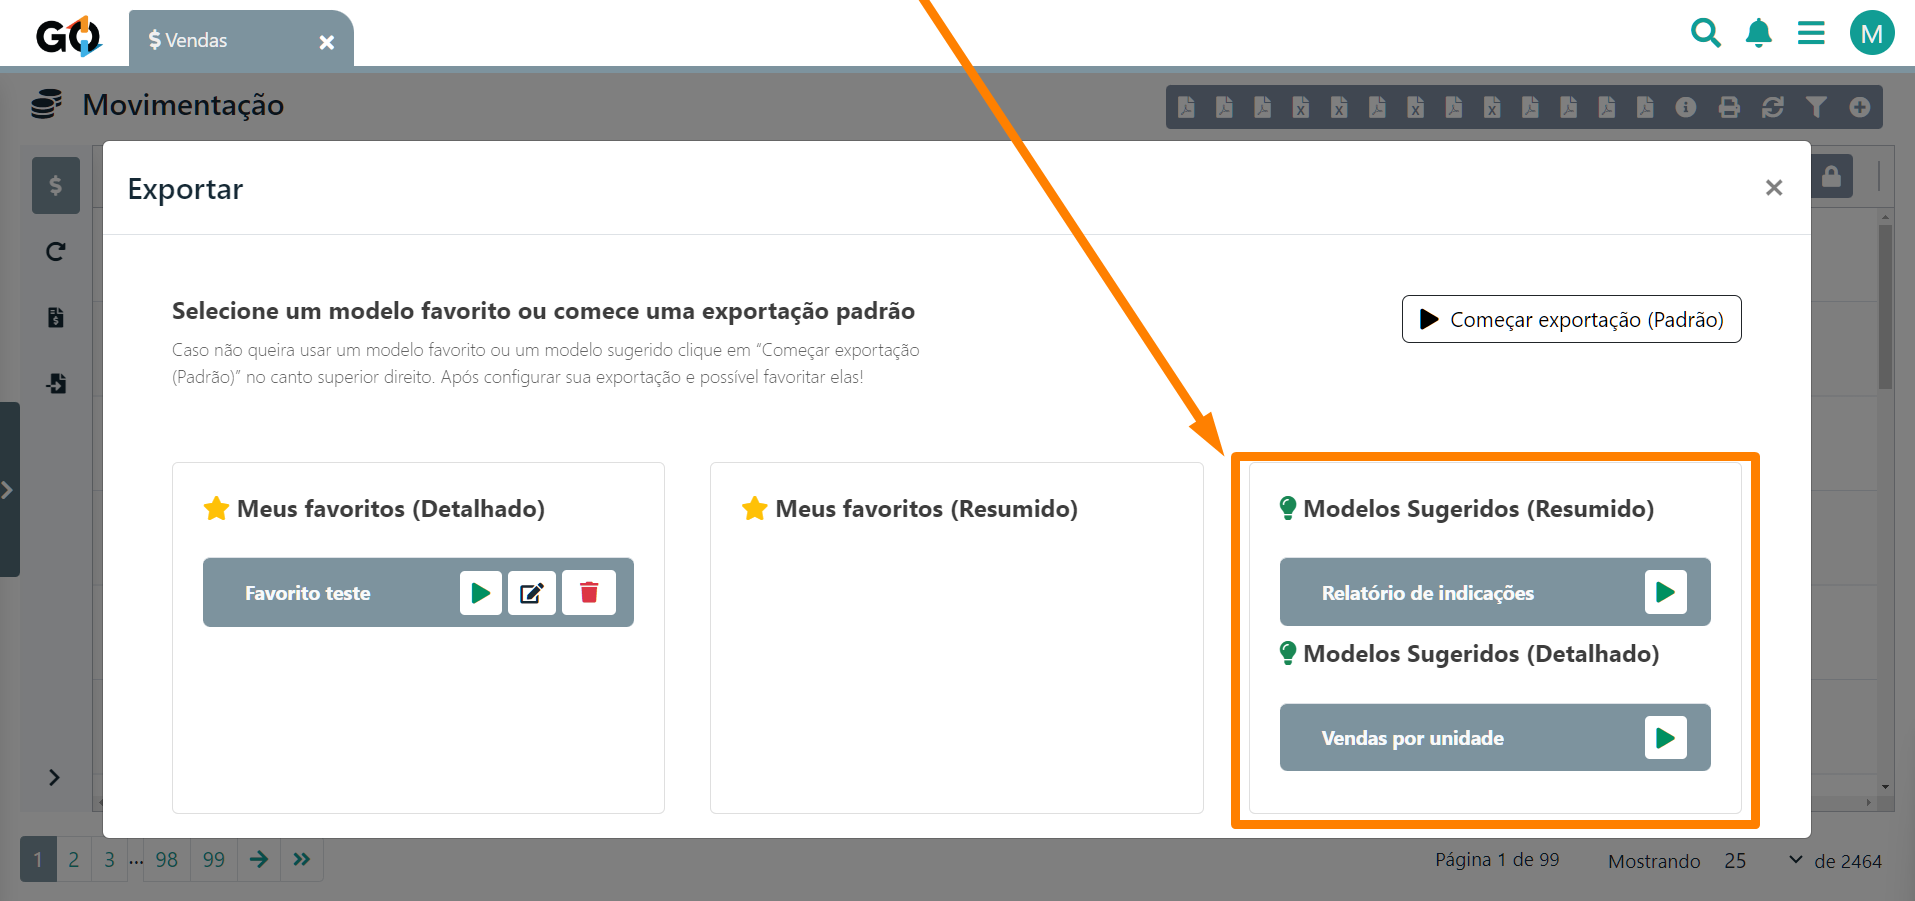 GO
$ Vendas
M
Movimentação
Exportar
Selecione um modelo favorito ou comece uma exportação padrão
Começar exportação (Padrão)
Caso não queira usar um modelo favorito ou um modelo sugerido clique em “Começar exportação
(Padrão)” no canto superior direito. Após configurar sua exportação e possível favoritar elas!
Meus favoritos (Detalhado)
Favorito teste
Meus favoritos (Resumido)
Modelos Sugeridos (Resumido)
Relatório de indicações
Modelos Sugeridos (Detalhado)
Vendas por unidade
1 2 3 ... 98 99
Página 1 de 99 Mostrando 25 de 2464